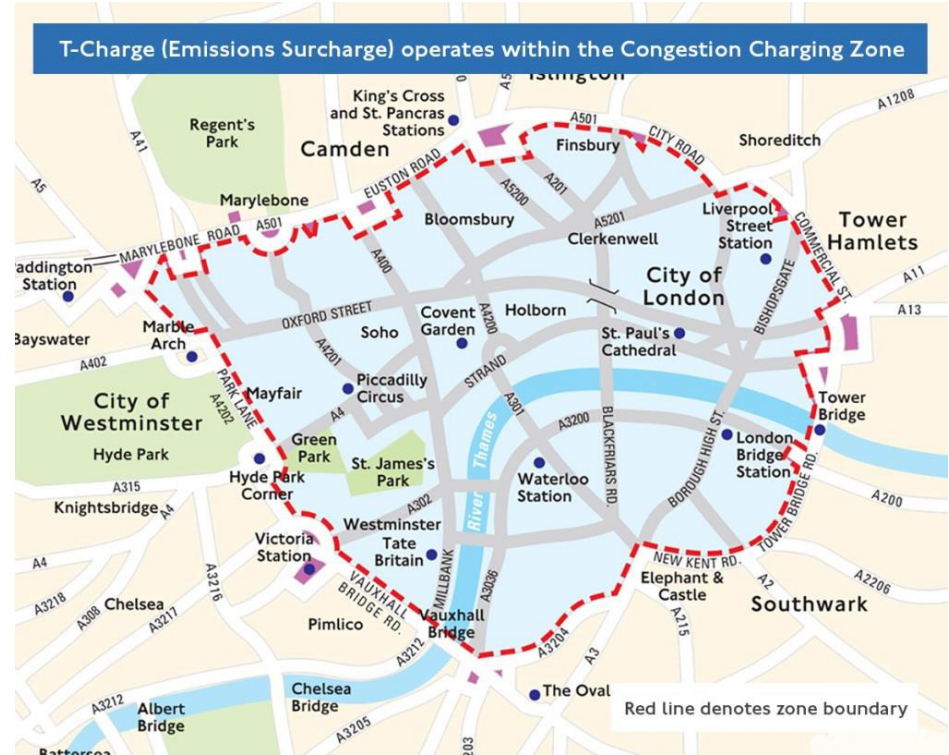 T-Charge (Emissions Surcharge) operates within the Congestion Charging Zone
Islington
King's Cross
and St. Pancras
Stations
A501
A1208
A41
Regent's
Park
Camden
Finsbury
CITY ROAD
Shoreditch
EUSTON ROAD
A5
A201
A5200
Marylebone
A501
Bloomsbury
A5201
Clerkenwell
Liverpool
Street
Station
COMMERCIAL ST.
Tower
Hamlets
MARYLEBONE ROAD
addington
Station
A400
City of
London
BISHOPSGATE
A11
A13
OXFORD STREET
Soho
Covent
Garden
A4200
Holborn
St. Paul's
Cathedral
Bayswater
Marble
Arch
A402
A4201
STRAND
PARK LANE
A4202
Mayfair
Piccadilly
Circus
A4
A301
A3200
BLACKFRIARS RD.
Tower
Bridge
City of
Westminster
Hyde Park
Green
Park
St. James's
Park
River Thames
Waterloo
Station
BOROUGH HIGH ST.
London
Bridge
Station
A315
Hyde Park
Corner
Knightsbridge
A4
A302
TOWER BRIDGE RD.
A200
Victoria
Station
Westminster
Tate
Britain
MILLBANK
NEW KENT RD.
A4
A3216
VAUXHALL
BRIDGE RD.
A3036
Elephant &
Castle
A2
A2206
A3218
A308
Chelsea
A3217
Pimlico
Vauxhall
Bridge
A3212
A3204
A3
A215
Southwark
A3212
Albert
Bridge
Chelsea
Bridge
A3205
The Oval
203
Battersea
Red line denotes zone boundary